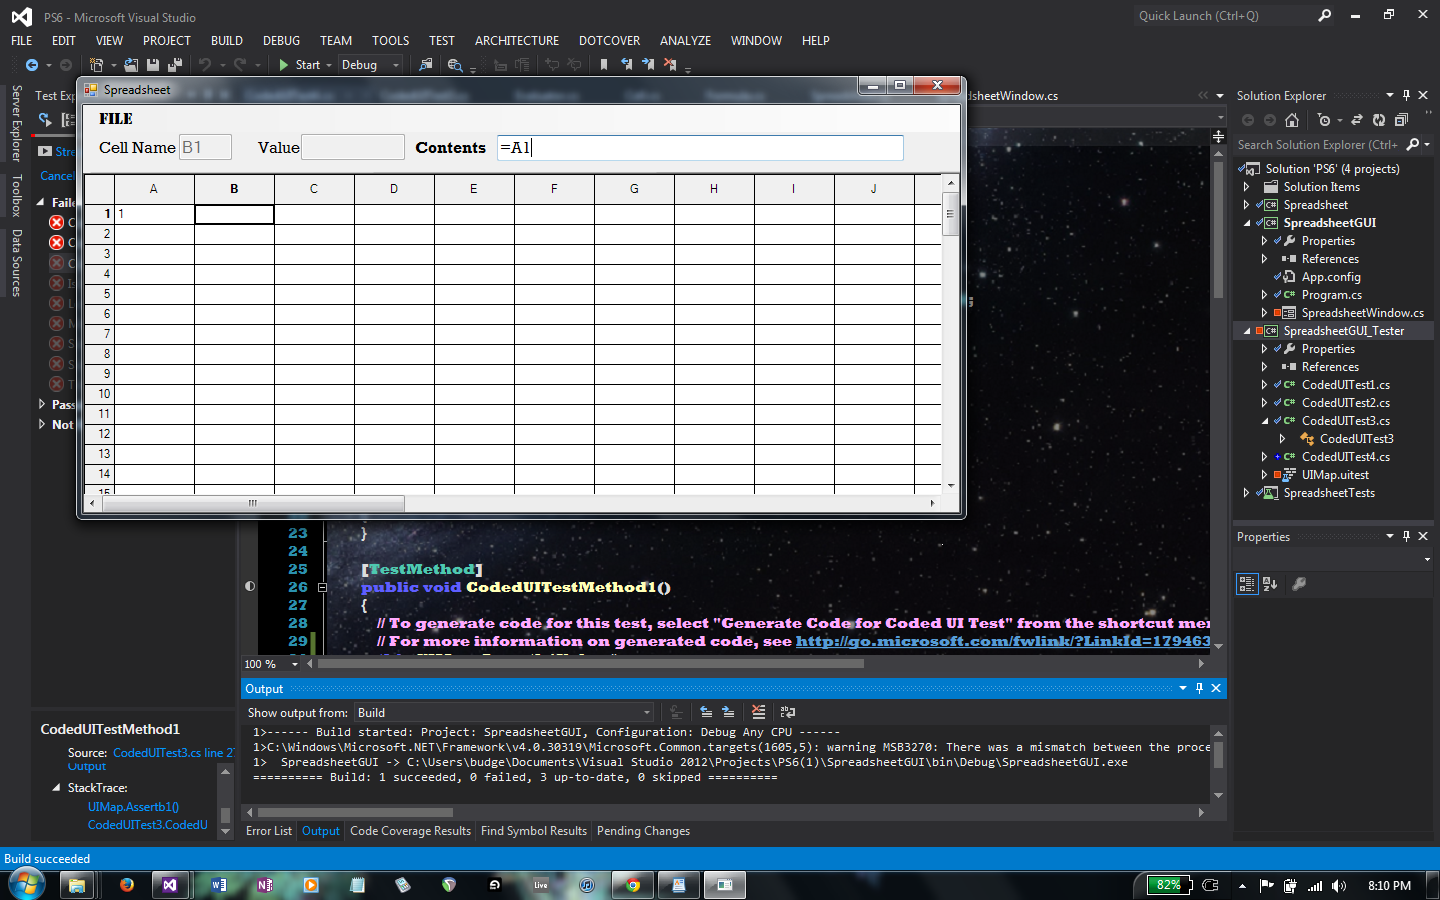 PS6 - Microsoft Visual Studio
Quick Launch (Ctrl+Q)
FILE EDIT VIEW PROJECT BUILD DEBUG TEAM TOOLS TEST ARCHITECTURE DOTCOVER ANALYZE WINDOW HELP
Start Debug
Server Explorer
Toolbox
Data Sources
Test Exp
Cancel
Faile
Pass
Not
Spreadsheet
FILE
Cell Name B1 Value Contents =A1
A B C D E F G H I J
1 1
2
3
4
5
6
7
8
9
10
11
12
13
14
15
dsheetWindow.cs
23 }
24
25 [TestMethod]
26 public void CodedUITestMethod1()
27 {
28 // To generate code for this test, select "Generate Code for Coded UI Test" from the shortcut me
29 // For more information on generated code, see http://go.microsoft.com/fwlink/?LinkId=179463
100 %
Output
Show output from: Build
1>------ Build started: Project: SpreadsheetGUI, Configuration: Debug Any CPU ------
1>C:\Windows\Microsoft.NET\Framework\v4.0.30319\Microsoft.Common.targets(1605,5): warning MSB3270: There was a mismatch between the proce
1> SpreadsheetGUI -> C:\Users\budge\Documents\Visual Studio 2012\Projects\PS6(1)\SpreadsheetGUI\bin\Debug\SpreadsheetGUI.exe
========== Build: 1 succeeded, 0 failed, 3 up-to-date, 0 skipped ==========
Error List Output Code Coverage Results Find Symbol Results Pending Changes
CodedUITestMethod1
Source: CodedUITest3.cs line 27
Output
StackTrace:
UIMap.Assertb1()
CodedUITest3.CodedU
Solution Explorer
Search Solution Explorer (Ctrl+
Solution 'PS6' (4 projects)
Solution Items
Spreadsheet
SpreadsheetGUI
Properties
References
App.config
Program.cs
SpreadsheetWindow.cs
SpreadsheetGUI_Tester
Properties
References
CodedUITest1.cs
CodedUITest2.cs
CodedUITest3.cs
CodedUITest3
CodedUITest4.cs
UIMap.uitest
SpreadsheetTests
Properties
Build succeeded
Live
82%
8:10 PM